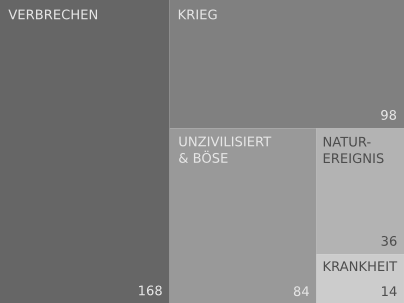 VERBRECHEN
168
KRIEG
98
UNZIVILISIERT
& BÖSE
84
NATUR-
EREIGNIS
36
KRANKHEIT
14